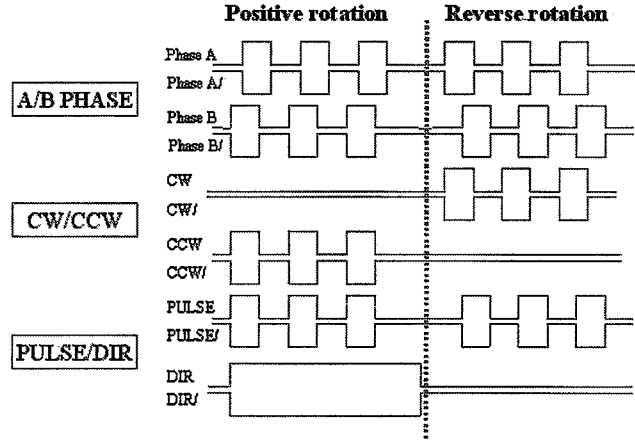 Positive rotation
Reverse rotation
A/B PHASE
Phase A
Phase A/
Phase B
Phase B/
CW/CCW
CW
CW/
CCW
CCW/
PULSE/DIR
PULSE
PULSE/
DIR
DIR/